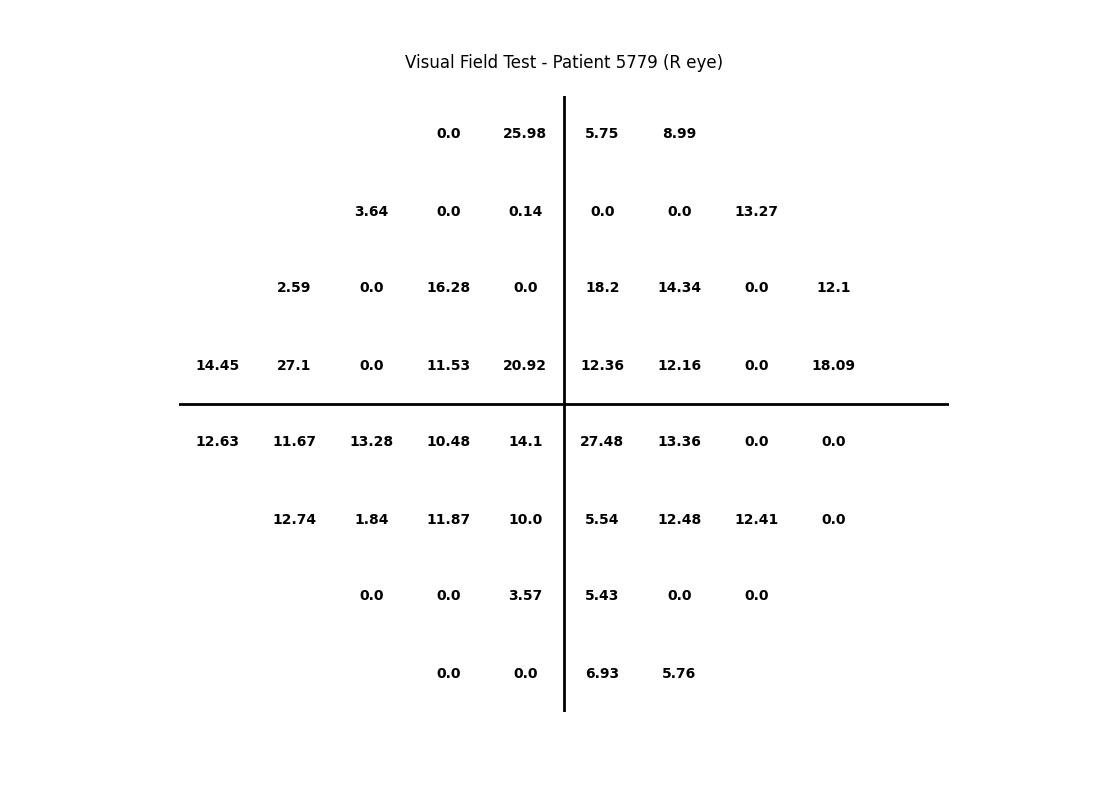 Visual Field Test - Patient 5779 (R eye)
0.0 25.98 5.75 8.99
3.64 0.0 0.14 0.0 0.0 13.27
2.59 0.0 16.28 0.0 18.2 14.34 0.0 12.1
14.45 27.1 0.0 11.53 20.92 12.36 12.16 0.0 18.09
12.63 11.67 13.28 10.48 14.1 27.48 13.36 0.0 0.0
12.74 1.84 11.87 10.0 5.54 12.48 12.41 0.0
0.0 0.0 3.57 5.43 0.0 0.0
0.0 0.0 6.93 5.76